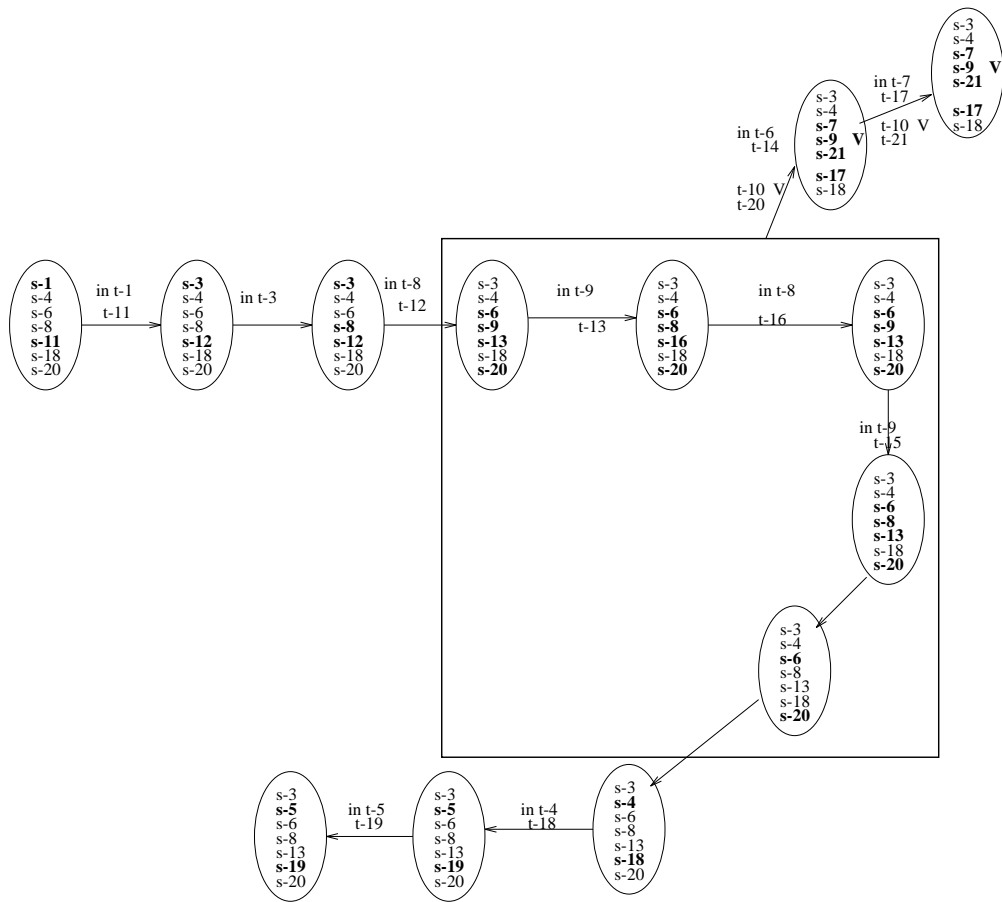 s-3
s-4
s-7
s-9 V
s-21
s-17
s-18
in t-7
t-17
t-10 V
t-21
s-3
s-4
s-7
s-9 V
s-21
s-17
s-18
in t-6
t-14
t-10 V
t-20
s-1
s-4
s-6
s-8
s-11
s-18
s-20
in t-1
t-11
s-3
s-4
s-6
s-8
s-12
s-18
s-20
in t-3
s-3
s-4
s-6
s-8
s-12
s-18
s-20
in t-8
t-12
s-3
s-4
s-6
s-9
s-13
s-18
s-20
in t-9
t-13
s-3
s-4
s-6
s-8
s-16
s-18
s-20
in t-8
t-16
s-3
s-4
s-6
s-9
s-13
s-18
s-20
in t-9
t-15
s-3
s-4
s-6
s-8
s-13
s-18
s-20
s-3
s-4
s-6
s-8
s-13
s-18
s-20
s-3
s-4
s-6
s-8
s-13
s-18
s-20
in t-4
t-18
s-3
s-5
s-6
s-8
s-13
s-19
s-20
in t-5
t-19
s-3
s-5
s-6
s-8
s-13
s-19
s-20